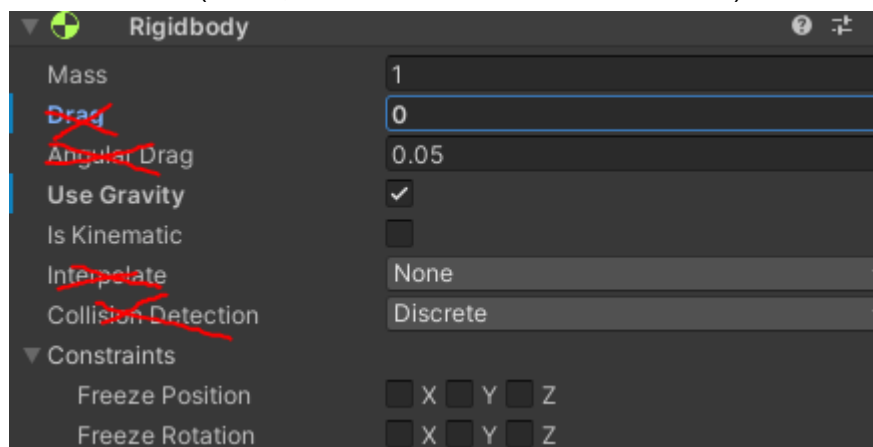 Rigidbody
Mass 1
Drag 0
Angular Drag 0.05
Use Gravity
Is Kinematic
Interpolate None
Collision Detection Discrete
Constraints
Freeze Position X Y Z
Freeze Rotation X Y Z